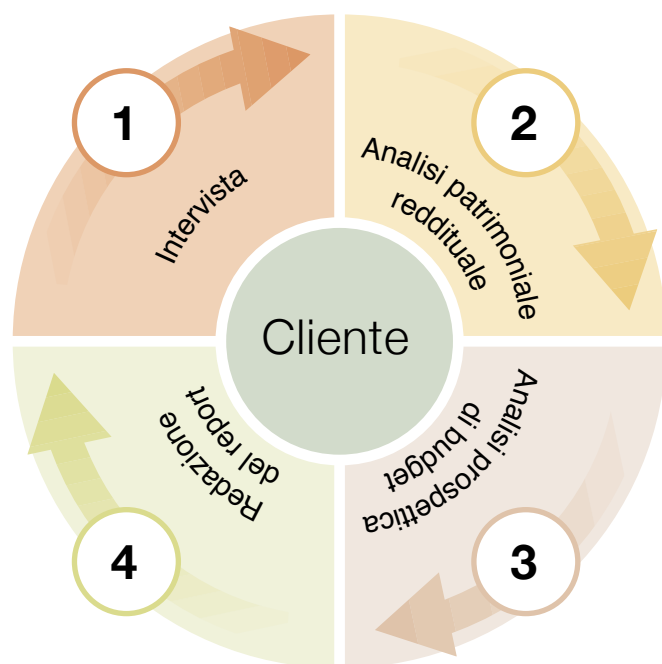 1
Intervista
2
Analisi patrimoniale
reddituale
Cliente
3
Analisi prospettica
di budget
4
Redazione
del report